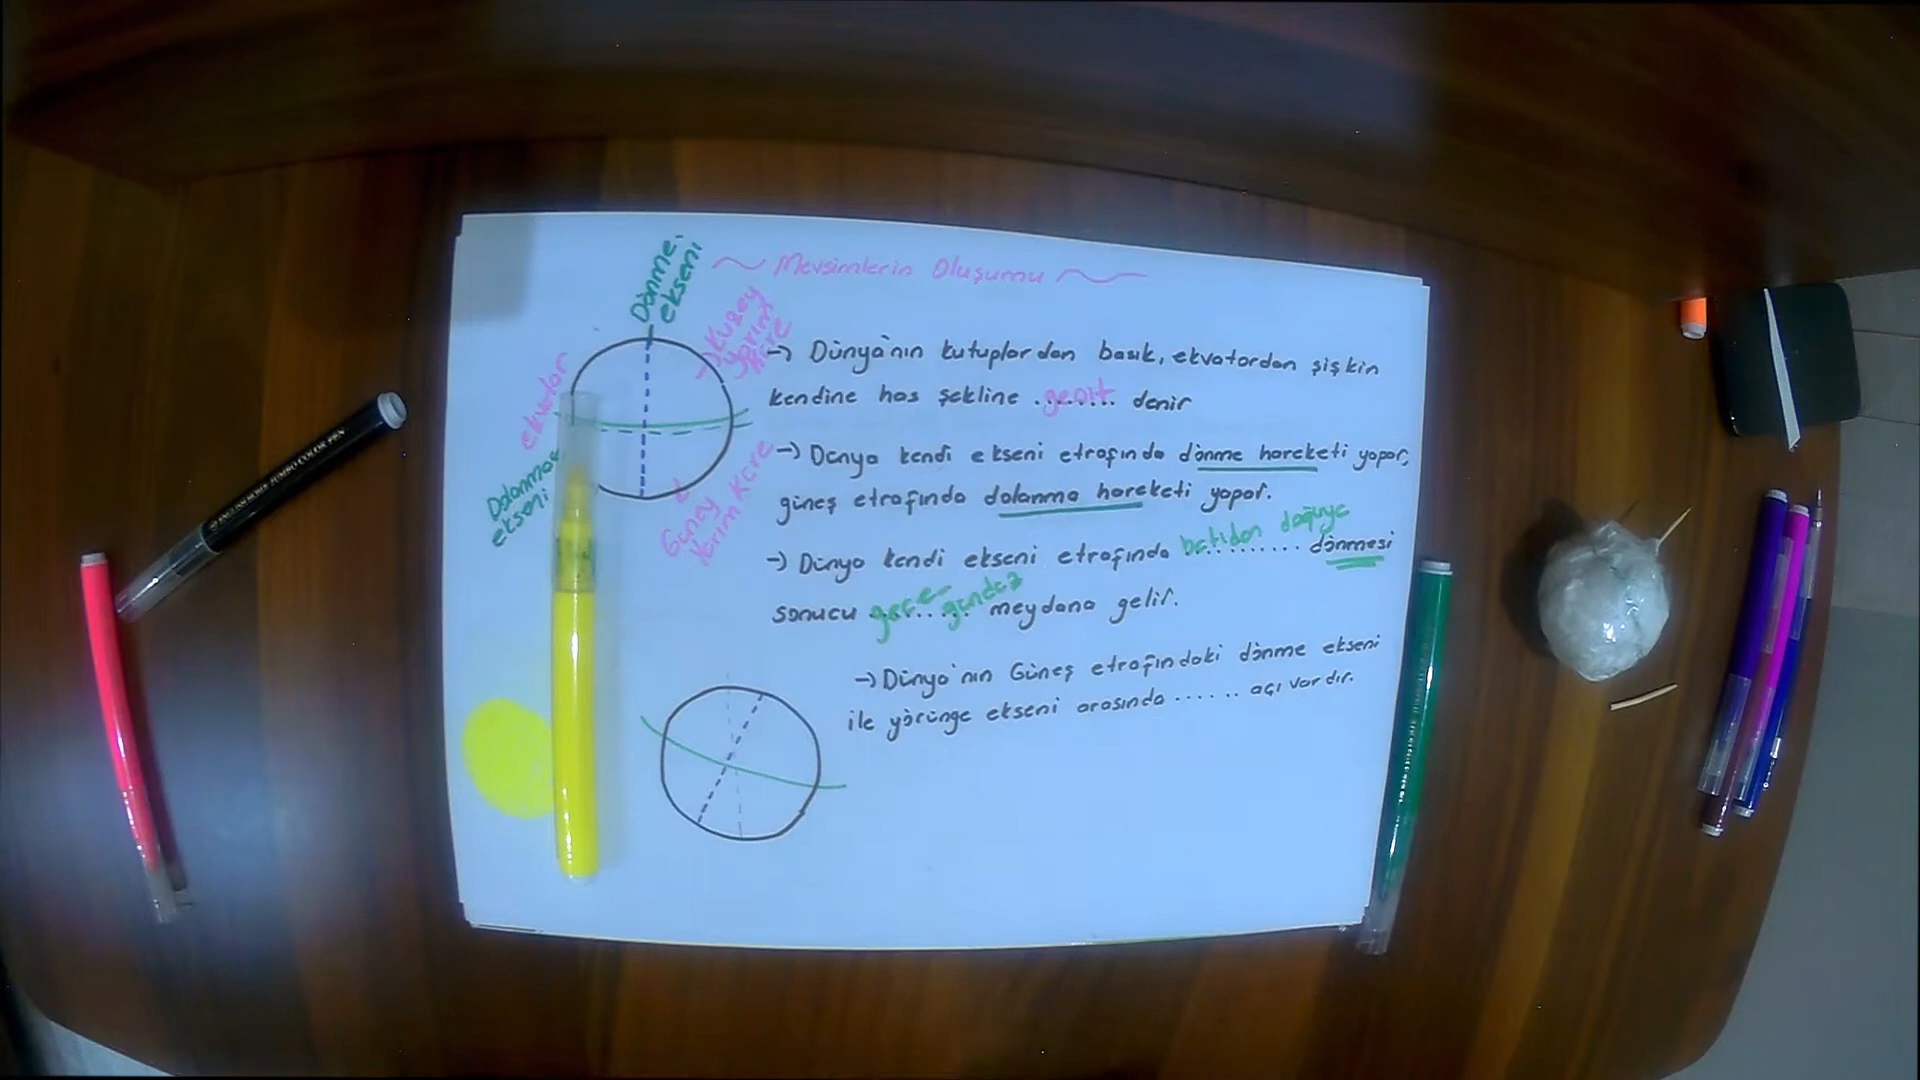 Mevsimlerin Oluşumu
Dönme
ekseni
Kuzey
Yarım
Küre
ekvator
Dolanma
ekseni
Güney
Yarım Küre
→ Dünya'nın kutuplardan basık, ekvatordan şişkin
kendine has şekline geoit denir
→ Dünya kendi ekseni etrafında dönme hareketi yapar,
güneş etrafında dolanma hareketi yapar.
→ Dünya kendi ekseni etrafında batıdan doğuya dönmesi
sonucu gece gündüz meydana gelir.
→ Dünya'nın Güneş etrafındaki dönme ekseni
ile yörünge ekseni arasında ...... açı vardır.